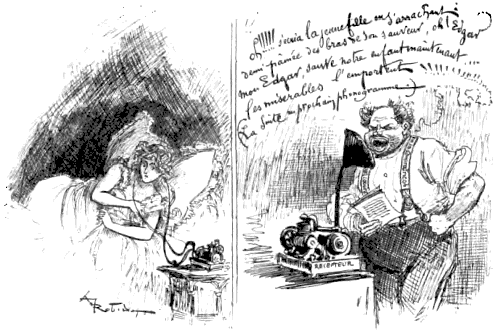 Oh !!!!! s'écria la jeune fille en s'arrachant
demi-pâmée des bras de son sauveur, oh ! Edgar
mon Edgar, sauve notre enfant maintenant
les misérables l'emportent !!!!
(La suite au prochain phonogramme)
RECEPTEUR
A Robida